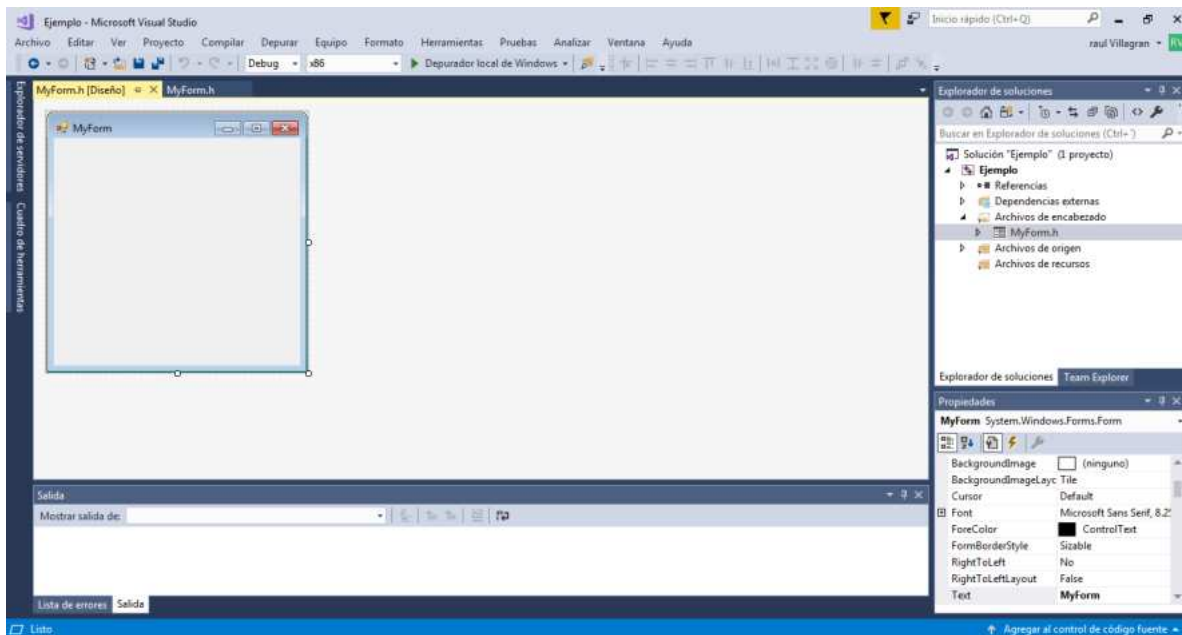 Ejemplo - Microsoft Visual Studio
Inicio rápido (Ctrl+Q)
Archivo Editar Ver Proyecto Compilar Depurar Equipo Formato Herramientas Pruebas Analizar Ventana Ayuda
raul Villagran
RV
Debug x86 Depurador local de Windows
Explorador de servidores
Cuadro de herramientas
MyForm.h [Diseño] MyForm.h
MyForm
Explorador de soluciones
Buscar en Explorador de soluciones (Ctrl+´)
Solución "Ejemplo" (1 proyecto)
Ejemplo
Referencias
Dependencias externas
Archivos de encabezado
MyForm.h
Archivos de origen
Archivos de recursos
Explorador de soluciones Team Explorer
Propiedades
MyForm System.Windows.Forms.Form
BackgroundImage (ninguno)
BackgroundImageLayc Tile
Cursor Default
Font Microsoft Sans Serif, 8.25
ForeColor ControlText
FormBorderStyle Sizable
RightToLeft No
RightToLeftLayout False
Text MyForm
Salida
Mostrar salida de:
Lista de errores Salida
Listo
Agregar al control de código fuente